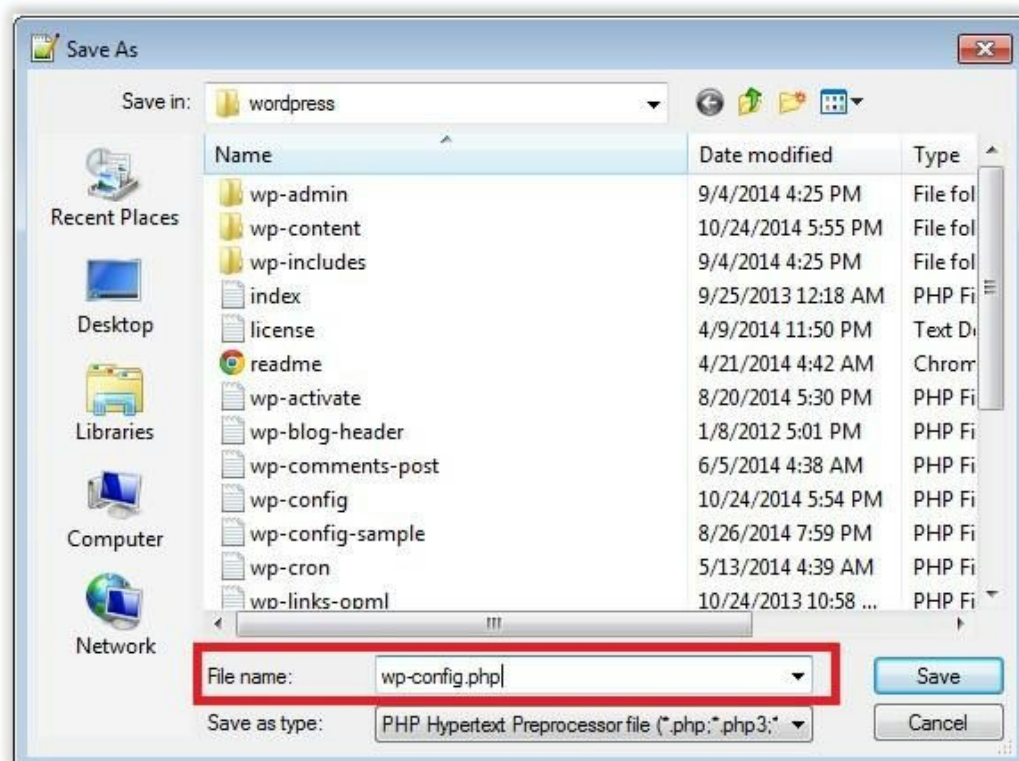 Save As
Save in: wordpress
Name Date modified Type
Recent Places
Desktop
Libraries
Computer
Network
wp-admin 9/4/2014 4:25 PM File fol
wp-content 10/24/2014 5:55 PM File fol
wp-includes 9/4/2014 4:25 PM File fol
index 9/25/2013 12:18 AM PHP Fi
license 4/9/2014 11:50 PM Text D
readme 4/21/2014 4:42 AM Chrom
wp-activate 8/20/2014 5:30 PM PHP Fi
wp-blog-header 1/8/2012 5:01 PM PHP Fi
wp-comments-post 6/5/2014 4:38 AM PHP Fi
wp-config 10/24/2014 5:54 PM PHP Fi
wp-config-sample 8/26/2014 7:59 PM PHP Fi
wp-cron 5/13/2014 4:39 AM PHP Fi
wp-links-opml 10/24/2013 10:58 ... PHP Fi
File name: wp-config.php Save
Save as type: PHP Hypertext Preprocessor file (*.php;*.php3;* Cancel